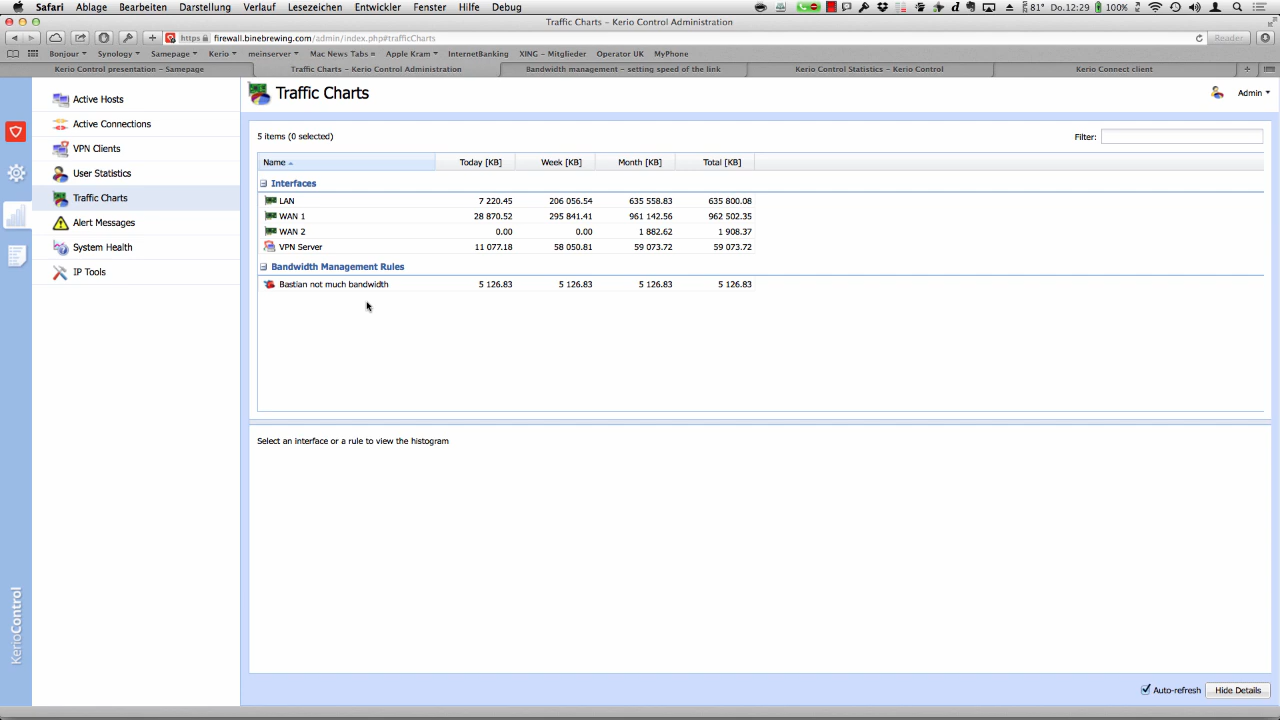 Safari Ablage Bearbeiten Darstellung Verlauf Lesezeichen Entwickler Fenster Hilfe Debug 81° 100% Do.12:29
Traffic Charts – Kerio Control Administration
https firewall.binebrewing.com/admin/index.php#trafficCharts Reader
Bonjour Synology Samepage Kerio meinserver Mac News Tabs Apple Kram InternetBanking XING – Mitglieder Operator UK MyPhone
Kerio Control presentation – Samepage Traffic Charts – Kerio Control Administration Bandwidth management – setting speed of the link Kerio Control Statistics – Kerio Control Kerio Connect client
Active Hosts
Active Connections
VPN Clients
User Statistics
Traffic Charts
Alert Messages
System Health
IP Tools
KerioControl
Traffic Charts
Admin
5 items (0 selected)
Filter:
Name Today [KB] Week [KB] Month [KB] Total [KB]
Interfaces
LAN 7 220.45 206 056.54 635 558.83 635 800.08
WAN 1 28 870.52 295 841.41 961 142.56 962 502.35
WAN 2 0.00 0.00 1 882.62 1 908.37
VPN Server 11 077.18 58 050.81 59 073.72 59 073.72
Bandwidth Management Rules
Bastian not much bandwidth 5 126.83 5 126.83 5 126.83 5 126.83
Select an interface or a rule to view the histogram
Auto-refresh Hide Details